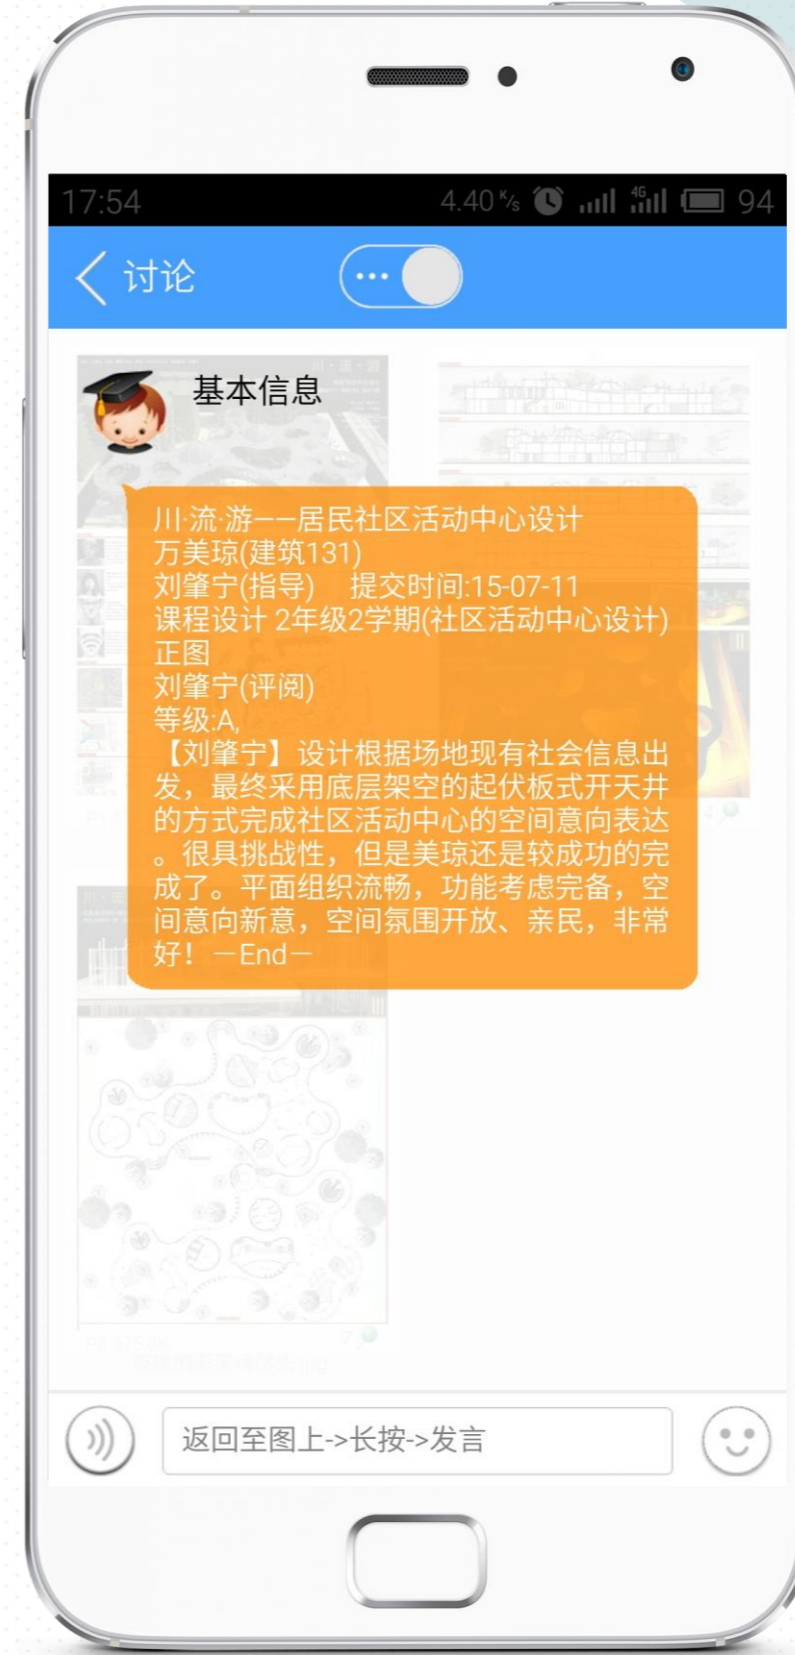 17:54
4.40 K/s
4G
94
讨论
川·流·游
基本信息
川·流·游——居民社区活动中心设计
万美琼(建筑131)
刘肇宁(指导) 提交时间:15-07-11
课程设计 2年级2学期(社区活动中心设计)
正图
刘肇宁(评阅)
等级:A,
【刘肇宁】设计根据场地现有社会信息出
发，最终采用底层架空的起伏板式开天井
的方式完成社区活动中心的空间意向表达
。很具挑战性，但是美琼还是较成功的完
成了。平面组织流畅，功能考虑完备，空
间意向新意，空间氛围开放、亲民，非常
好！—End—
返回至图上->长按->发言